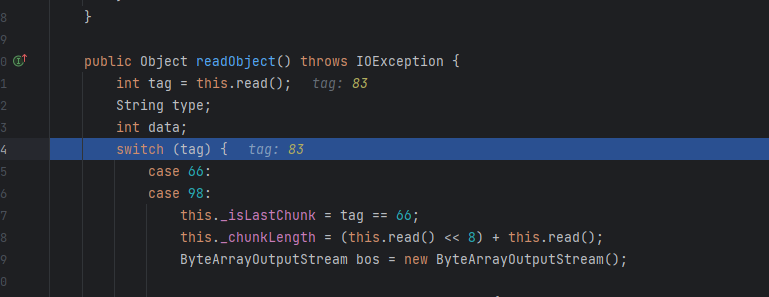 8 }
9
0 public Object readObject() throws IOException {
1 int tag = this.read(); tag: 83
2 String type;
3 int data;
4 switch (tag) { tag: 83
5 case 66:
6 case 98:
7 this._isLastChunk = tag == 66;
8 this._chunkLength = (this.read() << 8) + this.read();
9 ByteArrayOutputStream bos = new ByteArrayOutputStream();
0